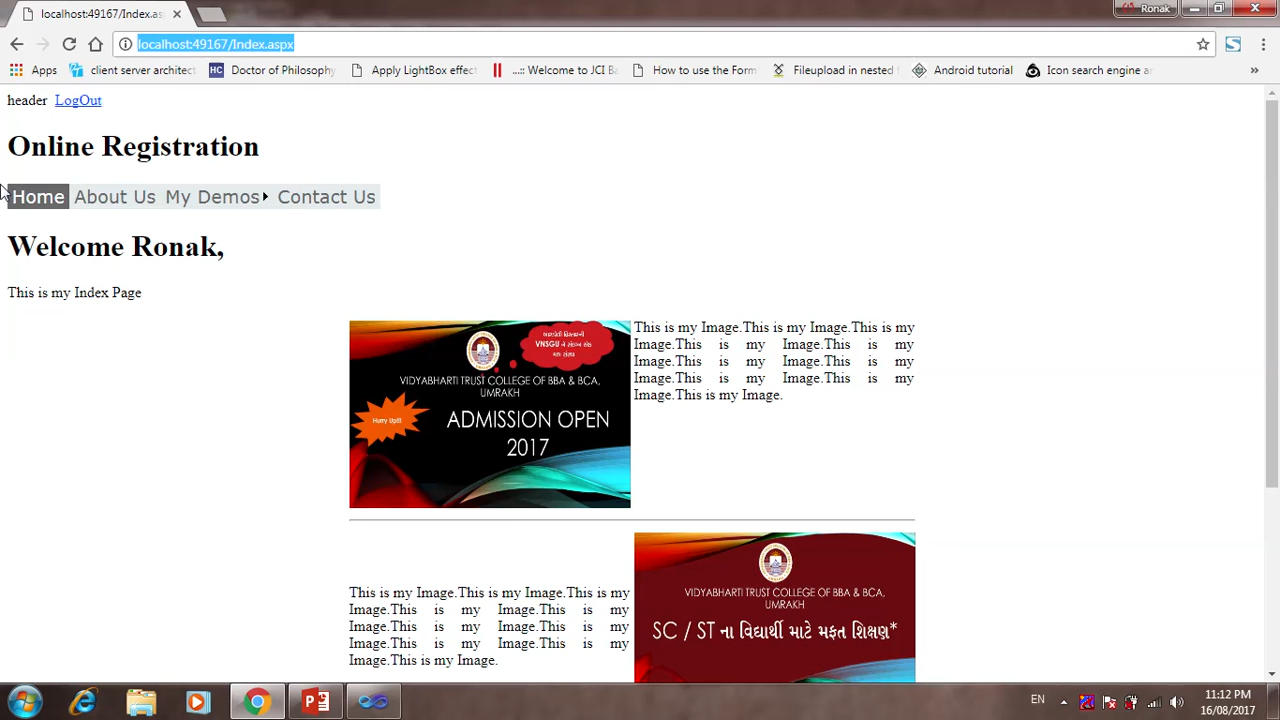 localhost:49167/Index.as
Ronak
localhost:49167/Index.aspx
Apps client server architect Doctor of Philosophy Apply LightBox effect ..:: Welcome to JCI Ba How to use the Form Fileupload in nested Android tutorial Icon search engine a
header LogOut
Online Registration
Home About Us My Demos Contact Us
Welcome Ronak,
This is my Index Page
VNSGU
VIDYABHARTI TRUST COLLEGE OF BBA & BCA,
UMRAKH
Hurry Up!!
ADMISSION OPEN
2017
This is my Image.This is my Image.This is my
Image.This is my Image.This is my
Image.This is my Image.This is my
Image.This is my Image.This is my
Image.This is my Image.
This is my Image.This is my Image.This is my
Image.This is my Image.This is my
Image.This is my Image.This is my
Image.This is my Image.This is my
Image.This is my Image.
VIDYABHARTI TRUST COLLEGE OF BBA & BCA,
UMRAKH
SC / ST ના વિદ્યાર્થી માટે મફત શિક્ષણ*
EN
11:12 PM
16/08/2017